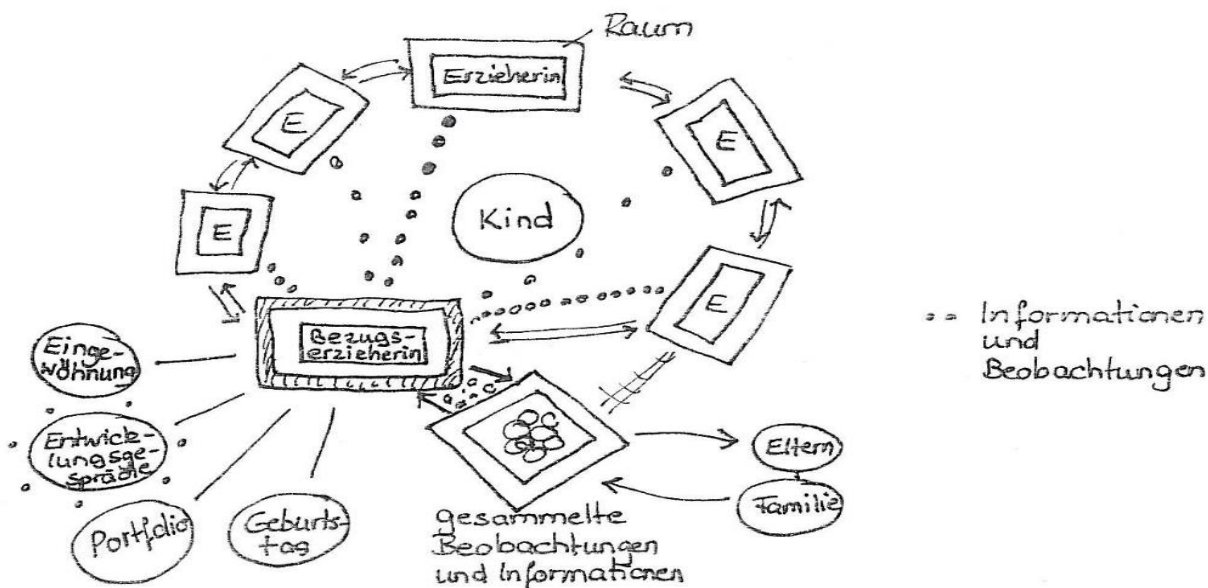 Raum
Erzieherin
E
E
E
E
Kind
Bezugs-
erzieherin
Einge-
wöhnung
Entwick-
lungsge-
spräche
Portfolio
Geburts-
tag
gesammelte
Beobachtungen
und Informationen
Eltern
Familie
Informationen
und
Beobachtungen